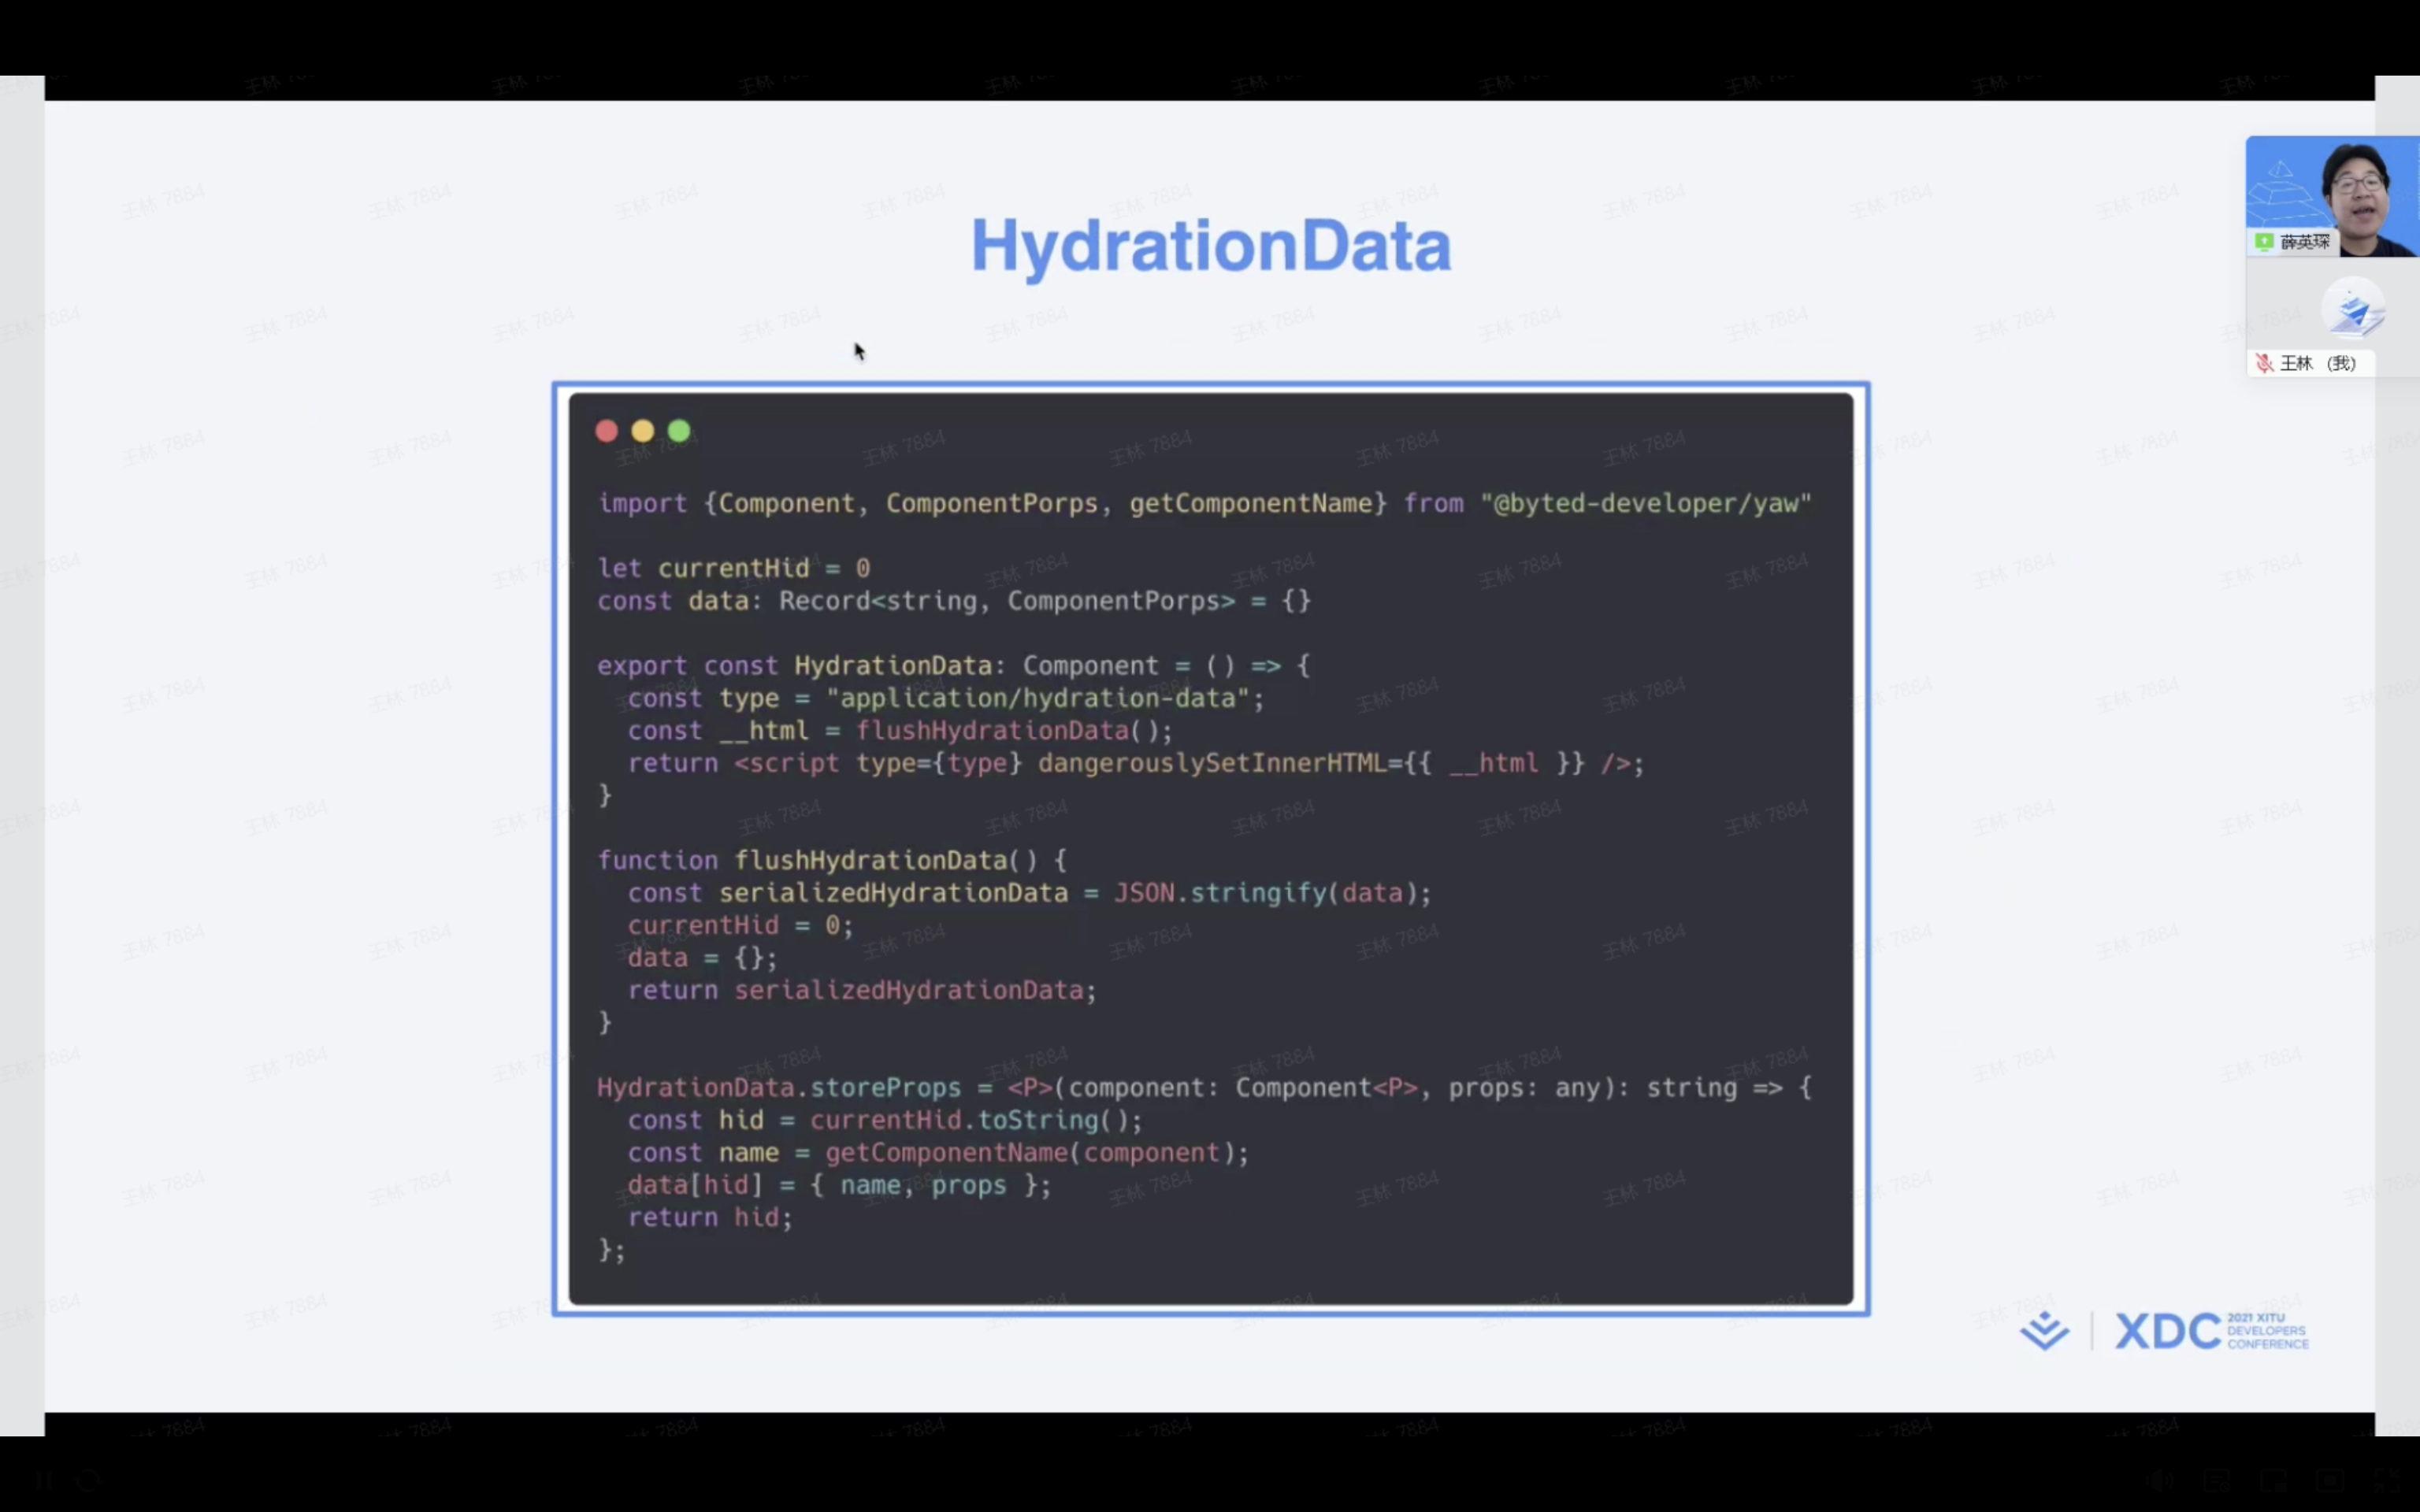 HydrationData
薛英琛
王林 (我)
import {Component, ComponentPorps, getComponentName} from "@byted-developer/yaw"
let currentHid = 0
const data: Record<string, ComponentPorps> = {}
export const HydrationData: Component = () => {
  const type = "application/hydration-data";
  const __html = flushHydrationData();
  return <script type={type} dangerouslySetInnerHTML={{ __html }} />;
}
function flushHydrationData() {
  const serializedHydrationData = JSON.stringify(data);
  currentHid = 0;
  data = {};
  return serializedHydrationData;
}
HydrationData.storeProps = <P>(component: Component<P>, props: any): string => {
  const hid = currentHid.toString();
  const name = getComponentName(component);
  data[hid] = { name, props };
  return hid;
};
XDC
2021 XITU
DEVELOPERS
CONFERENCE
王林 7884